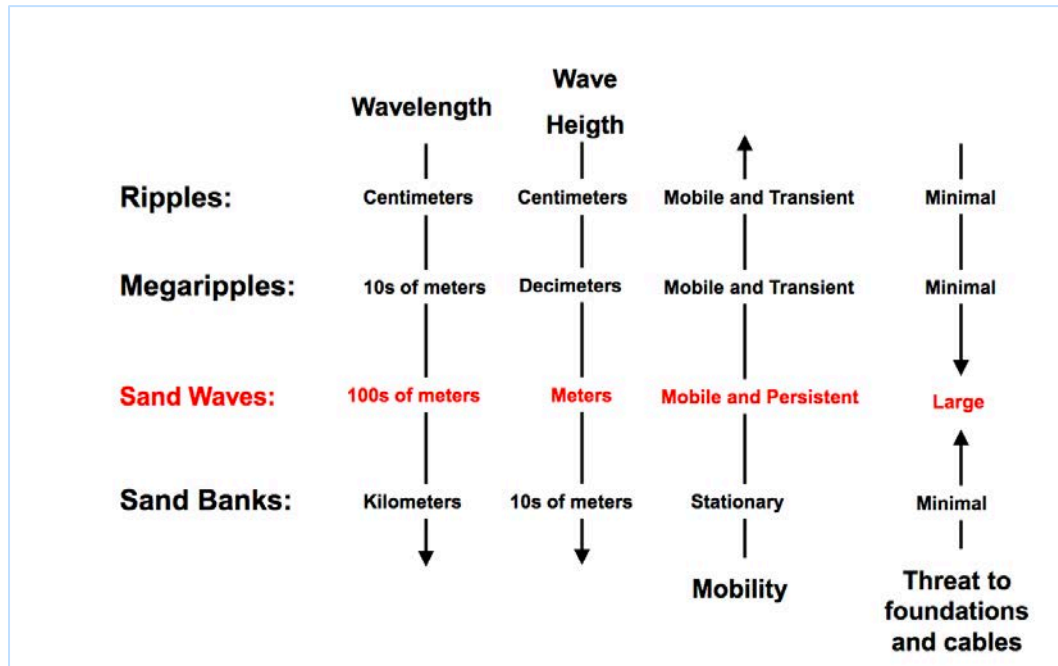 Wavelength
Wave
Heigth
Ripples: Centimeters Centimeters Mobile and Transient Minimal
Megaripples: 10s of meters Decimeters Mobile and Transient Minimal
Sand Waves: 100s of meters Meters Mobile and Persistent Large
Sand Banks: Kilometers 10s of meters Stationary Minimal
Mobility
Threat to
foundations
and cables